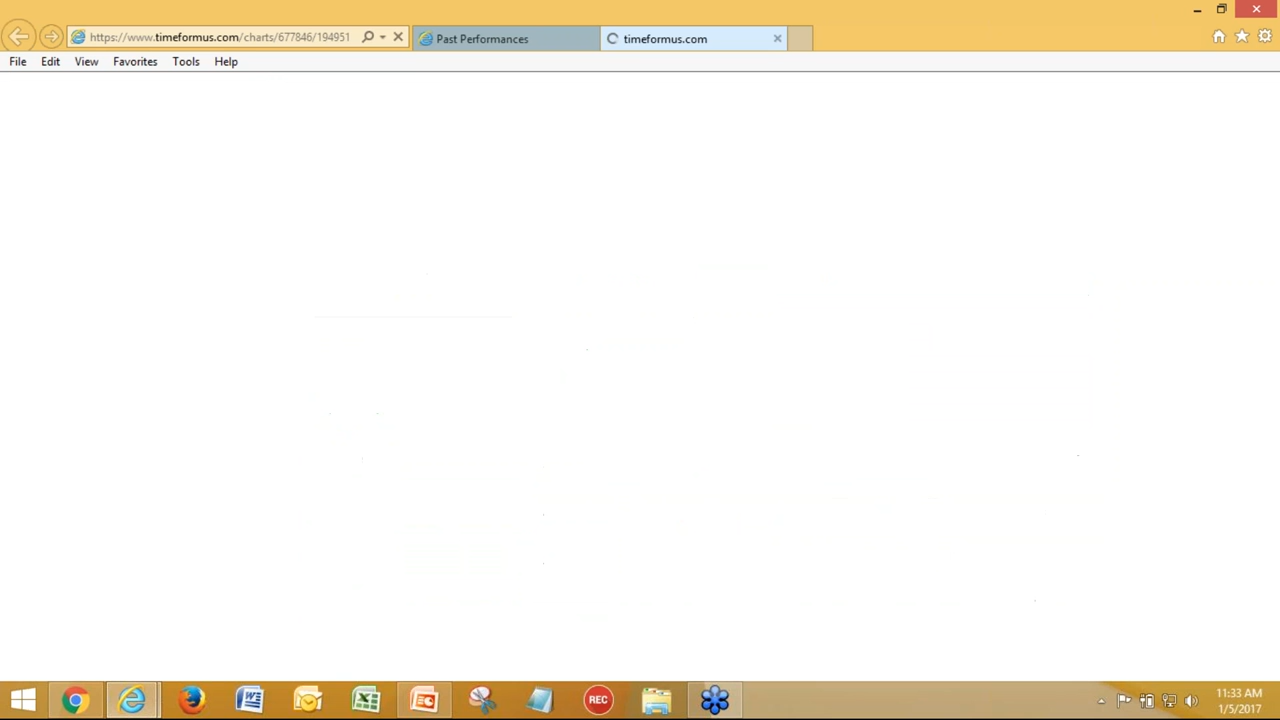 https://www.timeformus.com/charts/677846/194951
Past Performances
timeformus.com
File Edit View Favorites Tools Help
REC
11:33 AM
1/5/2017